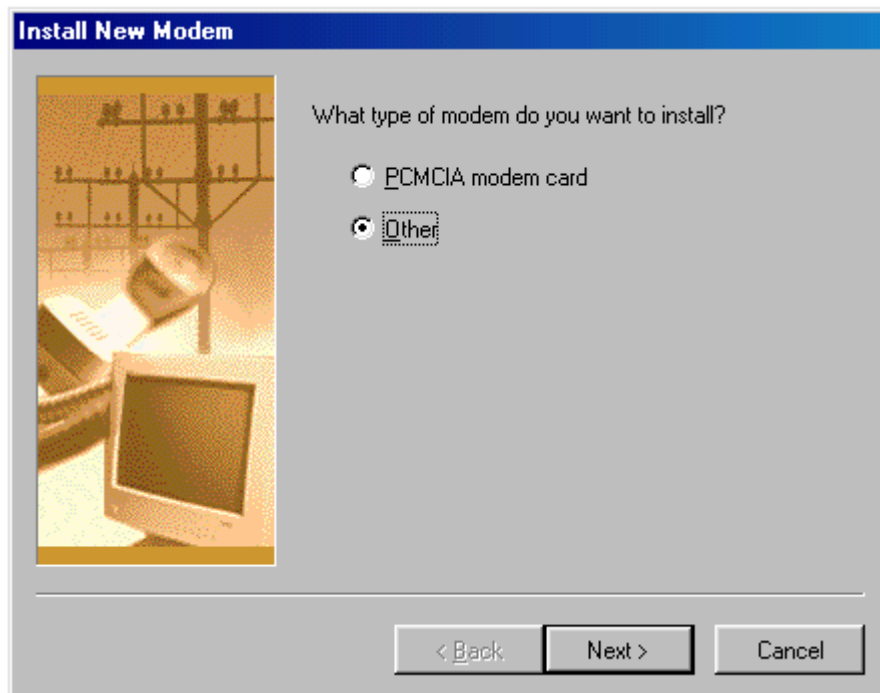 Install New Modem
What type of modem do you want to install?
PCMCIA modem card
Other
< Back
Next >
Cancel